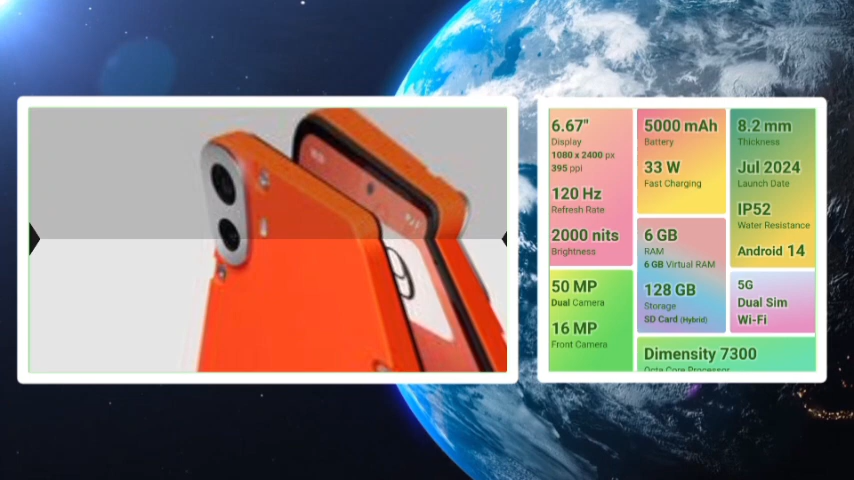 6.67"
Display
1080 x 2400 px
395 ppi
120 Hz
Refresh Rate
2000 nits
Brightness
50 MP
Dual Camera
16 MP
Front Camera
5000 mAh
Battery
33 W
Fast Charging
6 GB
RAM
6 GB Virtual RAM
128 GB
Storage
SD Card (Hybrid)
8.2 mm
Thickness
Jul 2024
Launch Date
IP52
Water Resistance
Android 14
5G
Dual Sim
Wi-Fi
Dimensity 7300
Octa Core Processor